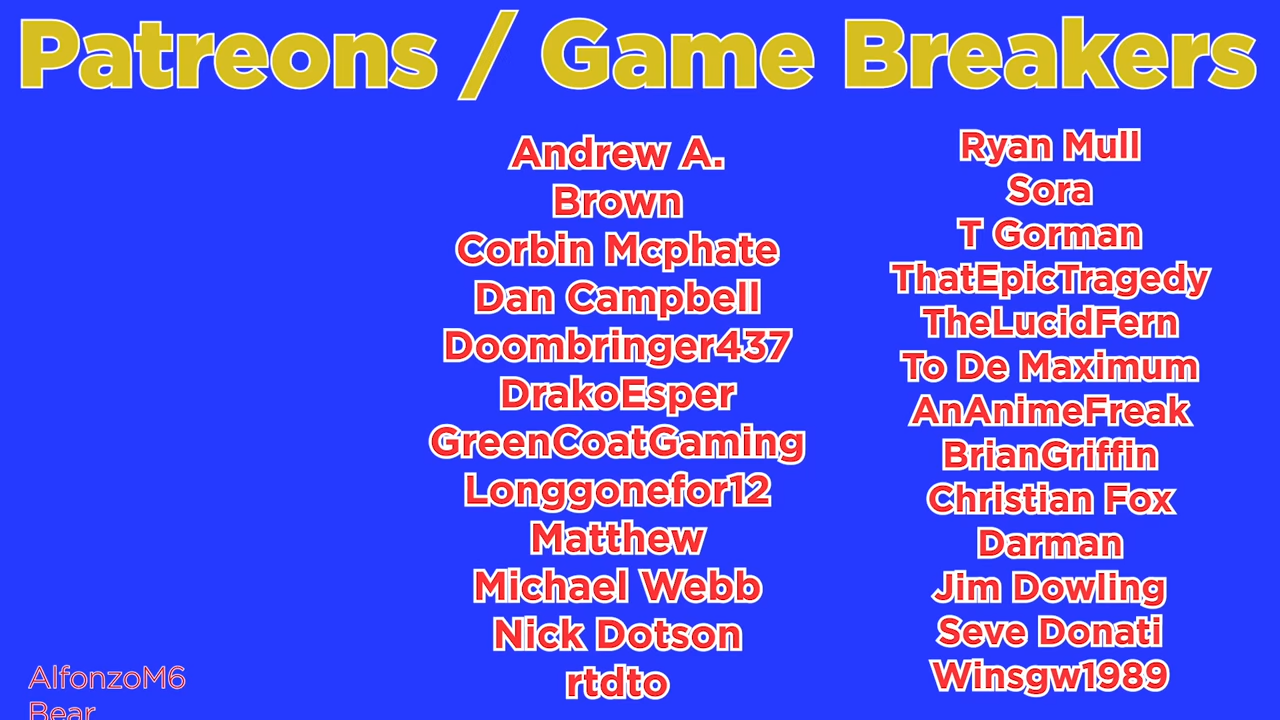 Patreons / Game Breakers
Andrew A.
Brown
Corbin Mcphate
Dan Campbell
Doombringer437
DrakoEsper
GreenCoatGaming
Longgonefor12
Matthew
Michael Webb
Nick Dotson
rtdto
Ryan Mull
Sora
T Gorman
ThatEpicTragedy
TheLucidFern
To De Maximum
AnAnimeFreak
BrianGriffin
Christian Fox
Darman
Jim Dowling
Seve Donati
Winsgw1989
AlfonzoM6
Bear